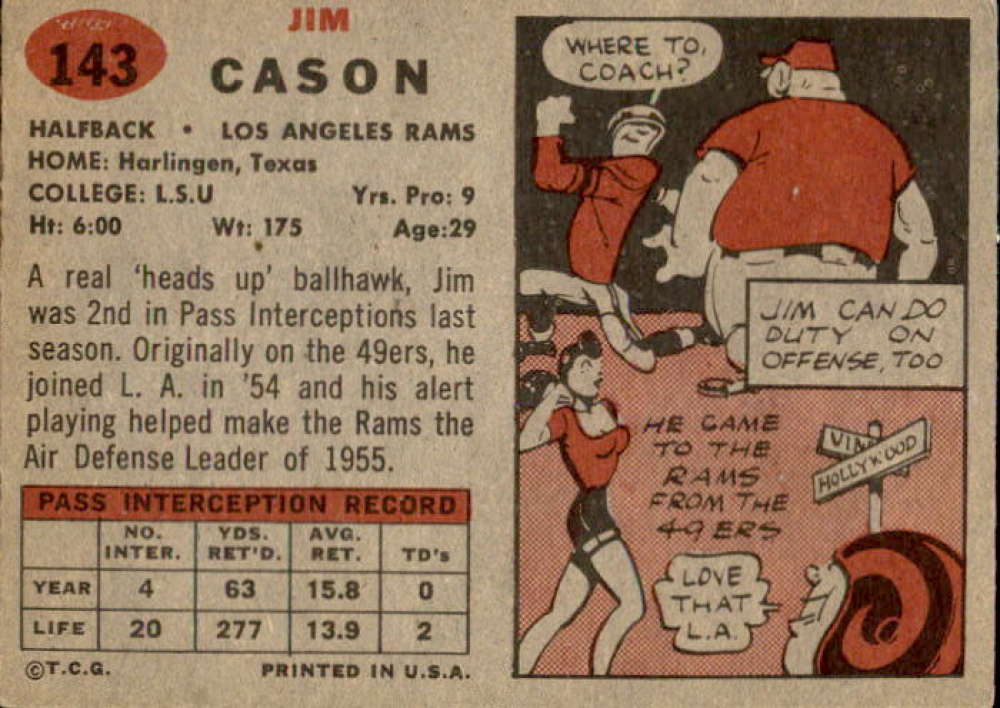 143
JIM
CASON
HALFBACK • LOS ANGELES RAMS
HOME: Harlingen, Texas
COLLEGE: L.S.U Yrs. Pro: 9
Ht: 6:00 Wt: 175 Age:29
A real ‘heads up’ ballhawk, Jim
was 2nd in Pass Interceptions last
season. Originally on the 49ers, he
joined L. A. in ’54 and his alert
playing helped make the Rams the
Air Defense Leader of 1955.
PASS INTERCEPTION RECORD
NO. INTER. YDS. RET'D. AVG. RET. TD's
YEAR 4 63 15.8 0
LIFE 20 277 13.9 2
©T.C.G. PRINTED IN U.S.A.
WHERE TO,
COACH?
JIM CAN DO
DUTY ON
OFFENSE, TOO
HE CAME
TO THE
RAMS
FROM THE
49ERS
VINE
HOLLYWOOD
LOVE
THAT
L.A.